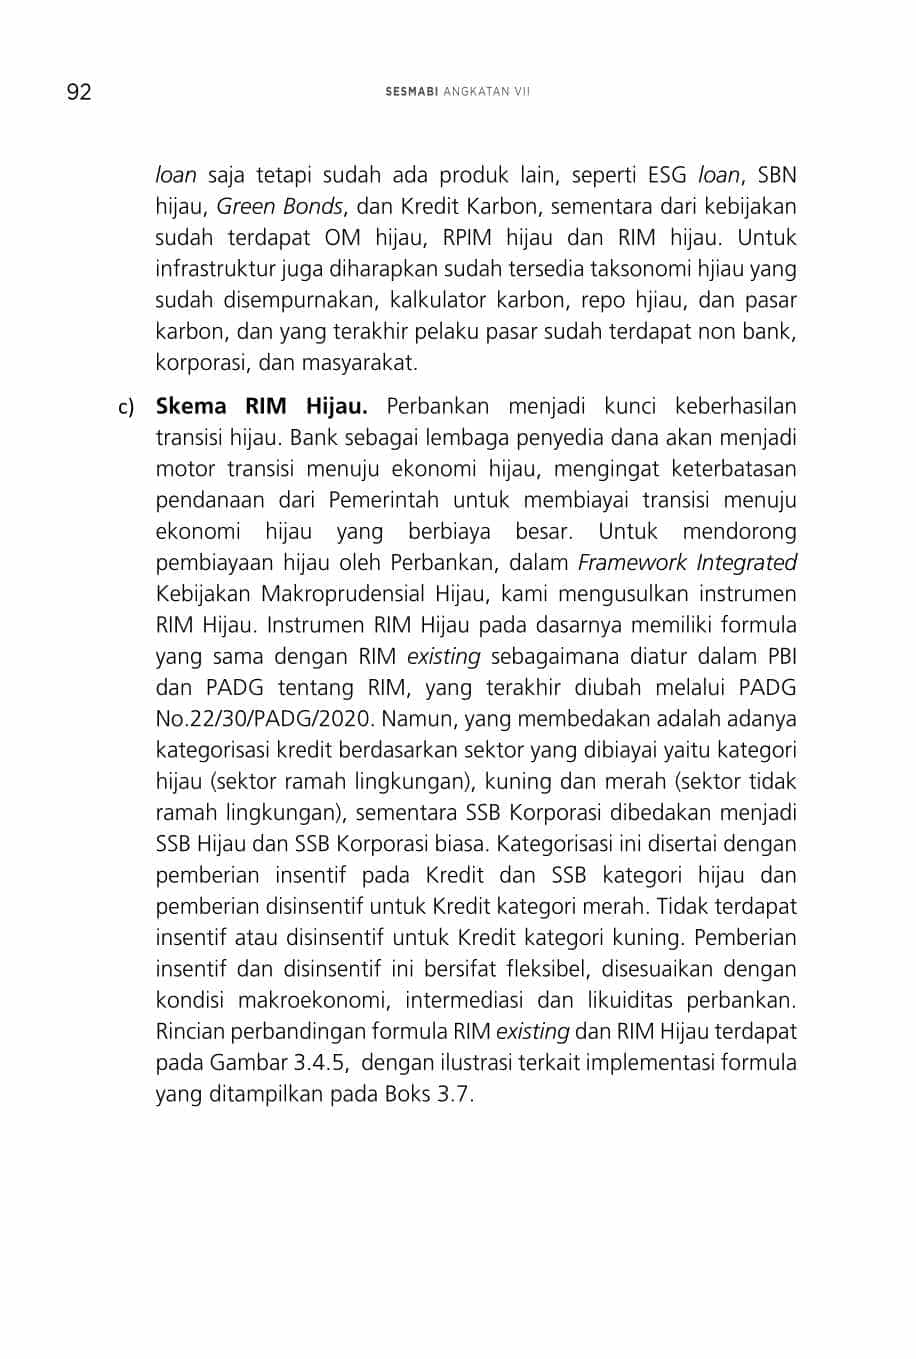 92
SESMABI ANGKATAN VII
loan saja tetapi sudah ada produk lain, seperti ESG loan, SBN
hijau, Green Bonds, dan Kredit Karbon, sementara dari kebijakan
sudah terdapat OM hijau, RPIM hijau dan RIM hijau. Untuk
infrastruktur juga diharapkan sudah tersedia taksonomi hjiau yang
sudah disempurnakan, kalkulator karbon, repo hjiau, dan pasar
karbon, dan yang terakhir pelaku pasar sudah terdapat non bank,
korporasi, dan masyarakat.
c) Skema RIM Hijau. Perbankan menjadi kunci keberhasilan
transisi hijau. Bank sebagai lembaga penyedia dana akan menjadi
motor transisi menuju ekonomi hijau, mengingat keterbatasan
pendanaan dari Pemerintah untuk membiayai transisi menuju
ekonomi hijau yang berbiaya besar. Untuk mendorong
pembiayaan hijau oleh Perbankan, dalam Framework Integrated
Kebijakan Makroprudensial Hijau, kami mengusulkan instrumen
RIM Hijau. Instrumen RIM Hijau pada dasarnya memiliki formula
yang sama dengan RIM existing sebagaimana diatur dalam PBI
dan PADG tentang RIM, yang terakhir diubah melalui PADG
No.22/30/PADG/2020. Namun, yang membedakan adalah adanya
kategorisasi kredit berdasarkan sektor yang dibiayai yaitu kategori
hijau (sektor ramah lingkungan), kuning dan merah (sektor tidak
ramah lingkungan), sementara SSB Korporasi dibedakan menjadi
SSB Hijau dan SSB Korporasi biasa. Kategorisasi ini disertai dengan
pemberian insentif pada Kredit dan SSB kategori hijau dan
pemberian disinsentif untuk Kredit kategori merah. Tidak terdapat
insentif atau disinsentif untuk Kredit kategori kuning. Pemberian
insentif dan disinsentif ini bersifat fleksibel, disesuaikan dengan
kondisi makroekonomi, intermediasi dan likuiditas perbankan.
Rincian perbandingan formula RIM existing dan RIM Hijau terdapat
pada Gambar 3.4.5,  dengan ilustrasi terkait implementasi formula
yang ditampilkan pada Boks 3.7.